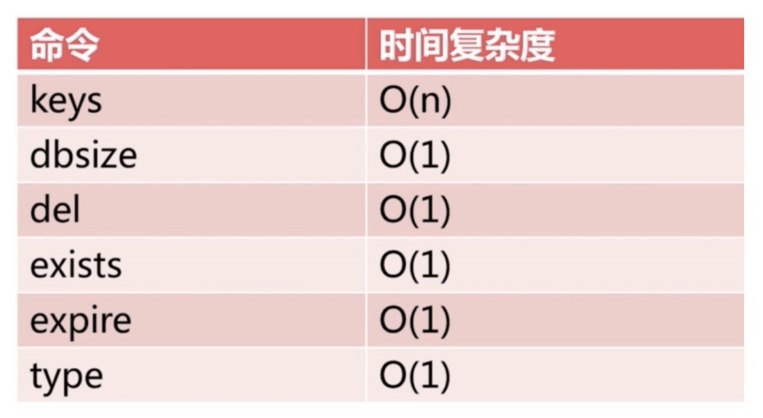 命令 时间复杂度
keys O(n)
dbsize O(1)
del O(1)
exists O(1)
expire O(1)
type O(1)